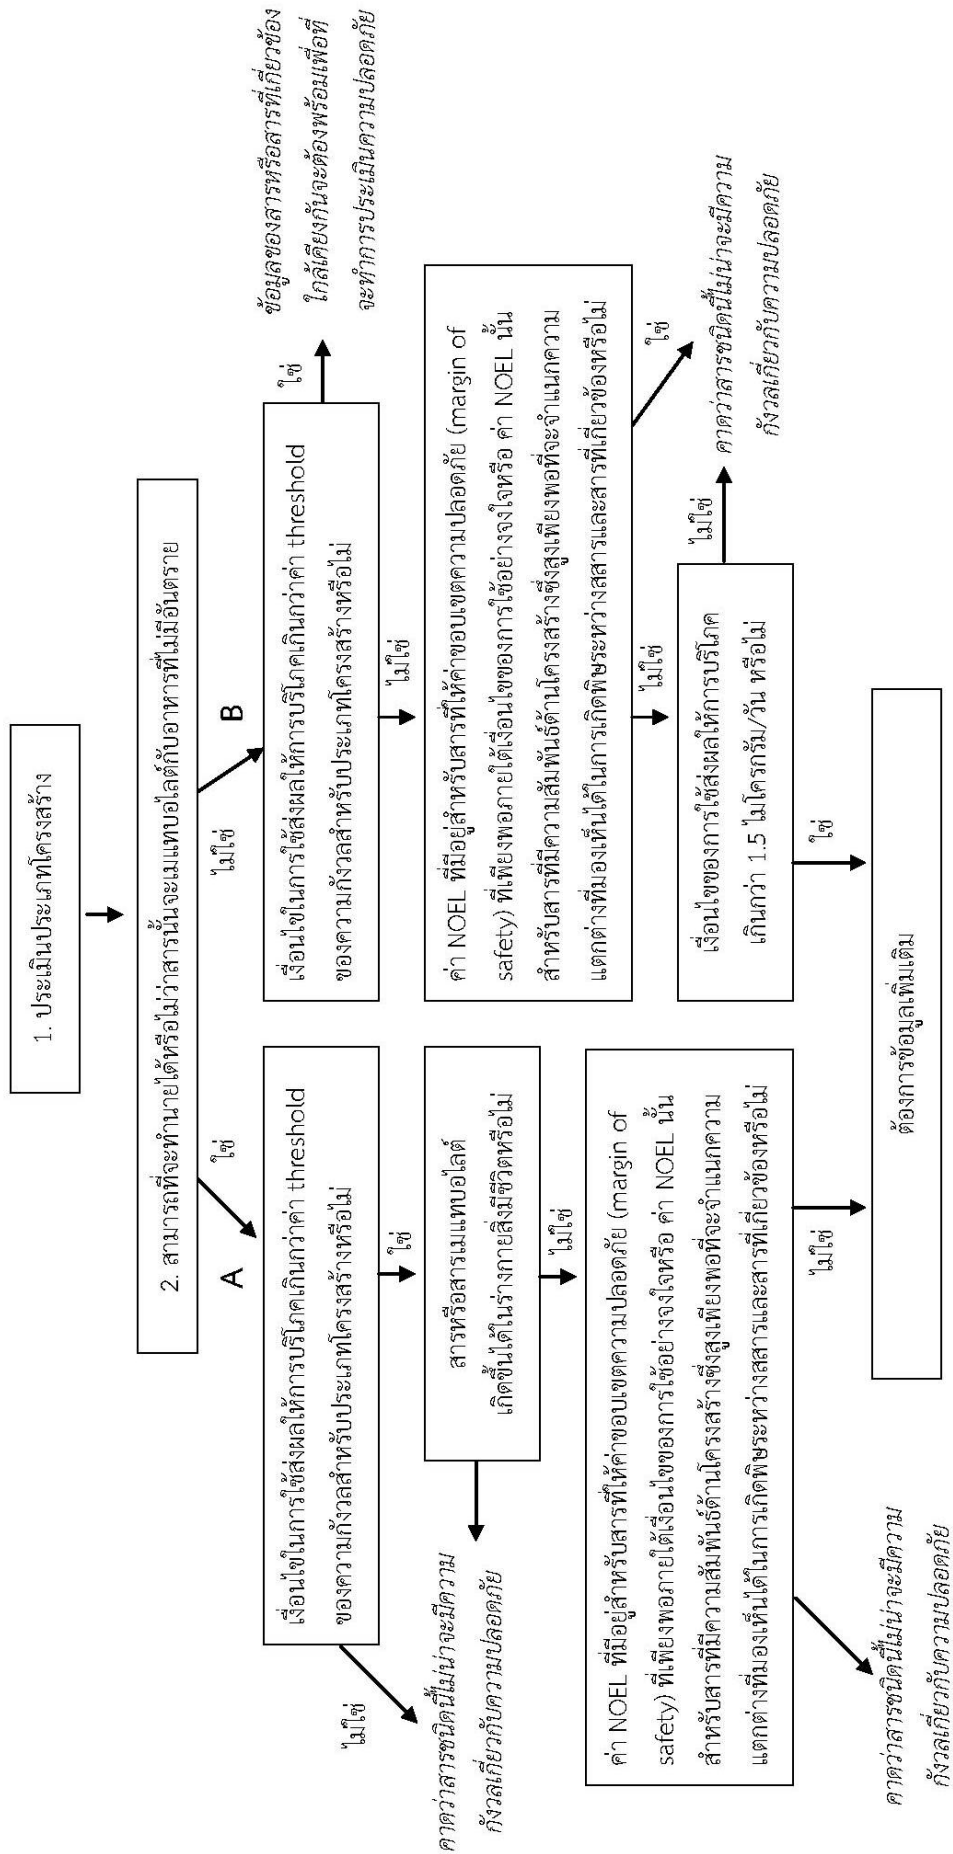 1. ประเมินประเภทโครงสร้าง
2. สามารถที่จะทำนายได้หรือไม่ว่าสารนั้นจะเมแทบอไลต์กับอาหารที่ไม่มีอันตราย
ใช่
ไม่ใช่
A
B
เงื่อนไขในการใช้ส่งผลให้การบริโภคเกินกว่าค่า threshold
ของความกังวลสำหรับประเภทโครงสร้างหรือไม่
ไม่ใช่
ใช่
คาดว่าสารชนิดนี้ไม่น่าจะมีความ
กังวลเกี่ยวกับความปลอดภัย
สารหรือสารเมแทบอไลต์
เกิดขึ้นได้ในร่างกายสิ่งมีชีวิตหรือไม่
ไม่ใช่
ค่า NOEL ที่มีอยู่สำหรับสารที่ให้ค่าขอบเขตความปลอดภัย (margin of
safety) ที่เพียงพอภายใต้เงื่อนไขของการใช้อย่างจงใจหรือ ค่า NOEL นั้น
สำหรับสารที่มีความสัมพันธ์ด้านโครงสร้างซึ่งสูงเพียงพอที่จะจำแนกความ
แตกต่างที่มองเห็นได้ในการเกิดพิษระหว่างสสารและสารที่เกี่ยวข้องหรือไม่
ไม่ใช่
คาดว่าสารชนิดนี้ไม่น่าจะมีความ
กังวลเกี่ยวกับความปลอดภัย
เงื่อนไขในการใช้ส่งผลให้การบริโภคเกินกว่าค่า threshold
ของความกังวลสำหรับประเภทโครงสร้างหรือไม่
ใช่
ข้อมูลของสารหรือสารที่เกี่ยวข้อง
ใกล้เคียงกันจะต้องพร้อมเพื่อที่
จะทำการประเมินความปลอดภัย
ไม่ใช่
ค่า NOEL ที่มีอยู่สำหรับสารที่ให้ค่าขอบเขตความปลอดภัย (margin of
safety) ที่เพียงพอภายใต้เงื่อนไขของการใช้อย่างจงใจหรือ ค่า NOEL นั้น
สำหรับสารที่มีความสัมพันธ์ด้านโครงสร้างซึ่งสูงเพียงพอที่จะจำแนกความ
แตกต่างที่มองเห็นได้ในการเกิดพิษระหว่างสสารและสารที่เกี่ยวข้องหรือไม่
ไม่ใช่
ใช่
เงื่อนไขของการใช้ส่งผลให้การบริโภค
เกินกว่า 1.5 ไมโครกรัม/วัน หรือไม่
ไม่ใช่
คาดว่าสารชนิดนี้ไม่น่าจะมีความ
กังวลเกี่ยวกับความปลอดภัย
ใช่
ต้องการข้อมูลเพิ่มเติม